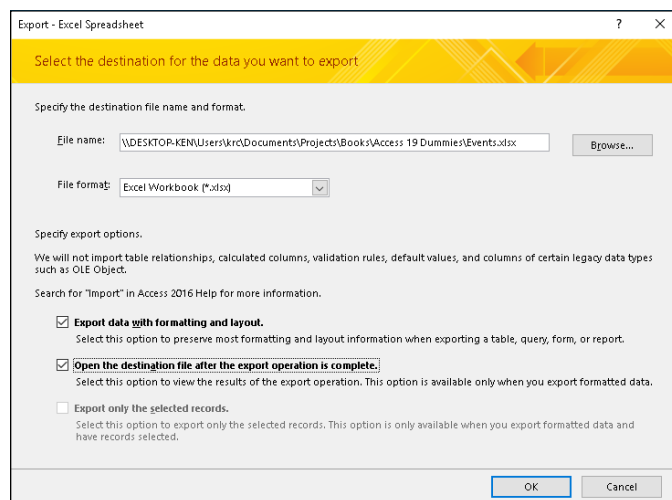 Export - Excel Spreadsheet
Select the destination for the data you want to export
Specify the destination file name and format.
File name: \\DESKTOP-KEN\Users\krc\Documents\Projects\Books\Access 19 Dummies\Events.xlsx Browse...
File format: Excel Workbook (*.xlsx)
Specify export options.
We will not import table relationships, calculated columns, validation rules, default values, and columns of certain legacy data types
such as OLE Object.
Search for "Import" in Access 2016 Help for more information.
Export data with formatting and layout.
Select this option to preserve most formatting and layout information when exporting a table, query, form, or report.
Open the destination file after the export operation is complete.
Select this option to view the results of the export operation. This option is available only when you export formatted data.
Export only the selected records.
Select this option to export only the selected records. This option is only available when you export formatted data and
have records selected.
OK Cancel